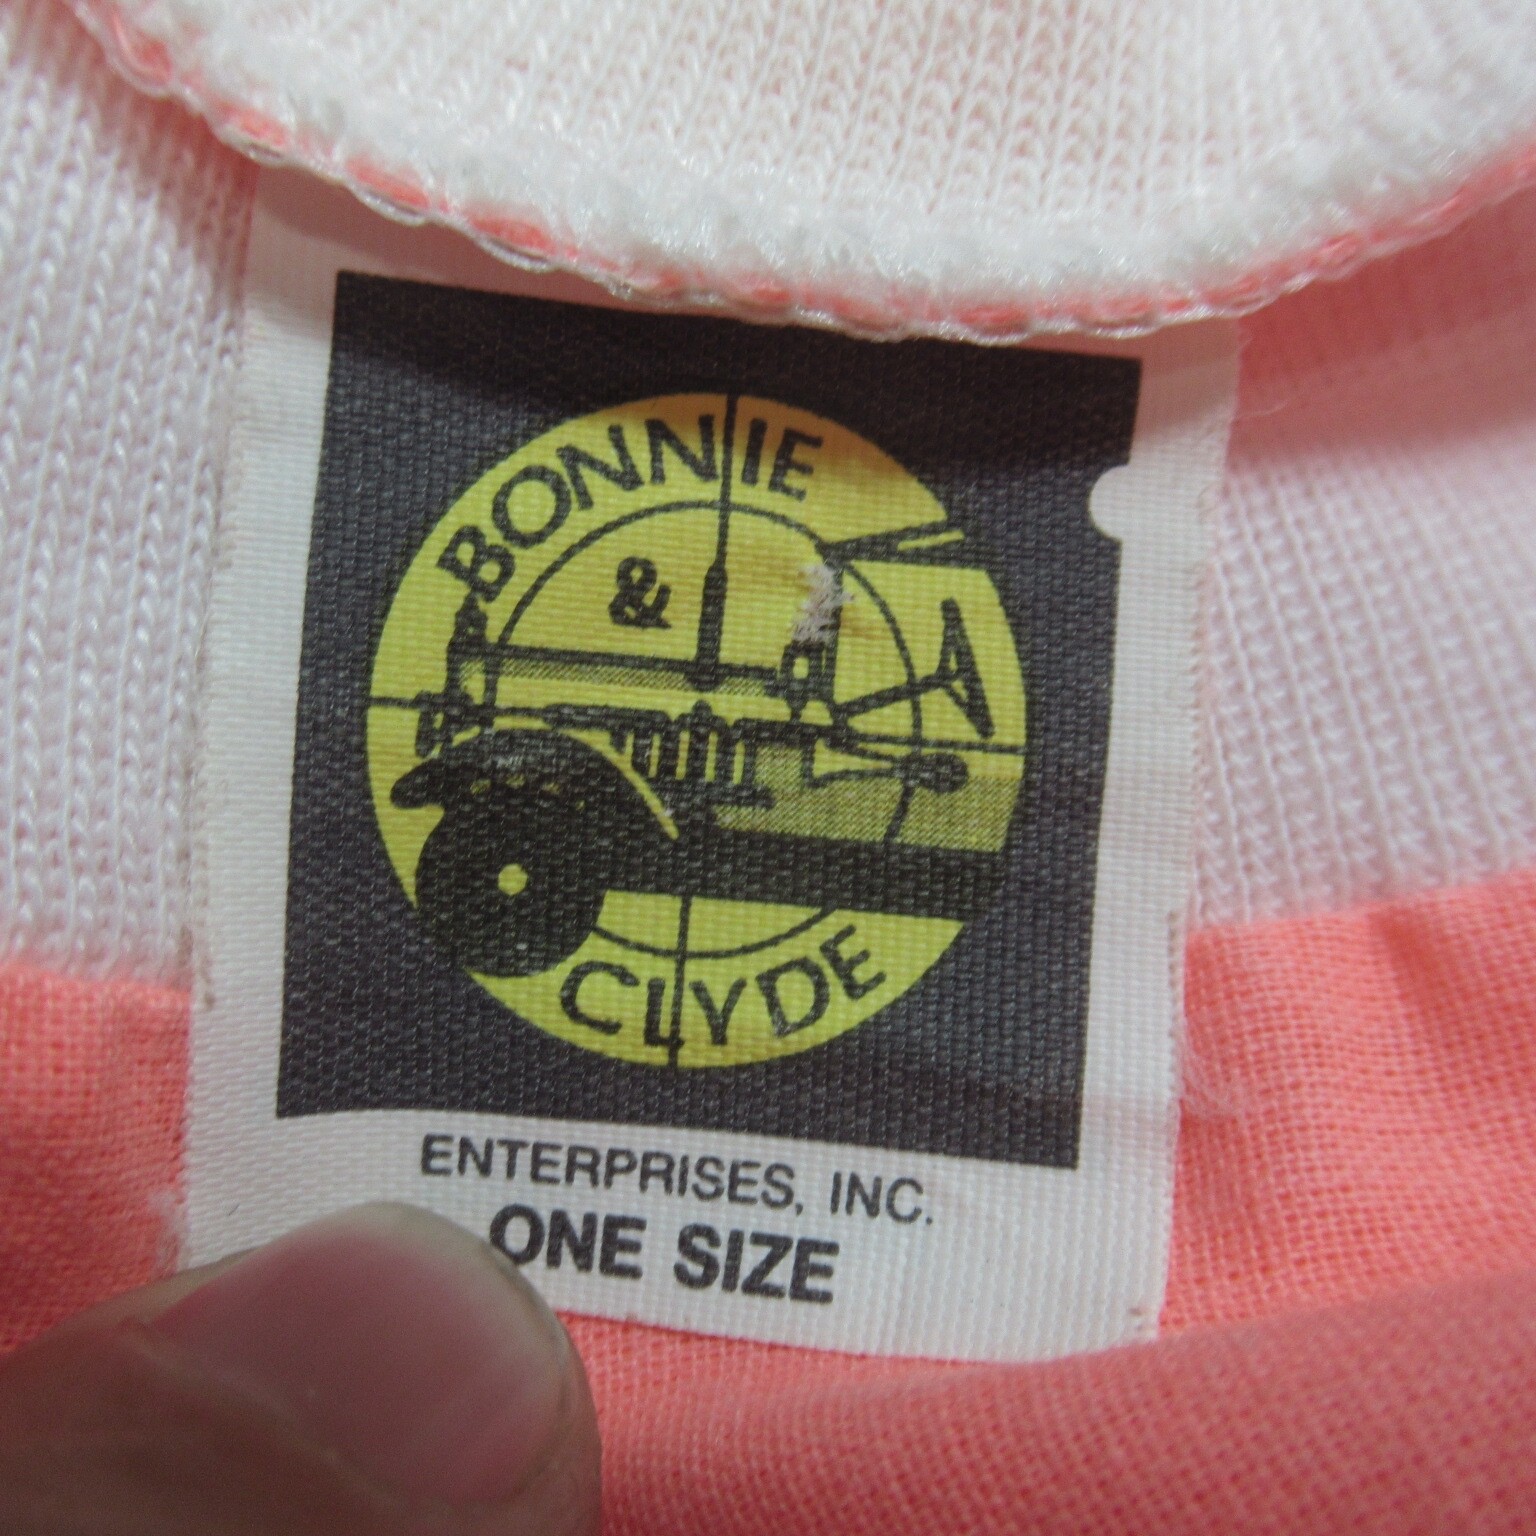 BONNIE
&
CLYDE
ENTERPRISES, INC.
ONE SIZE